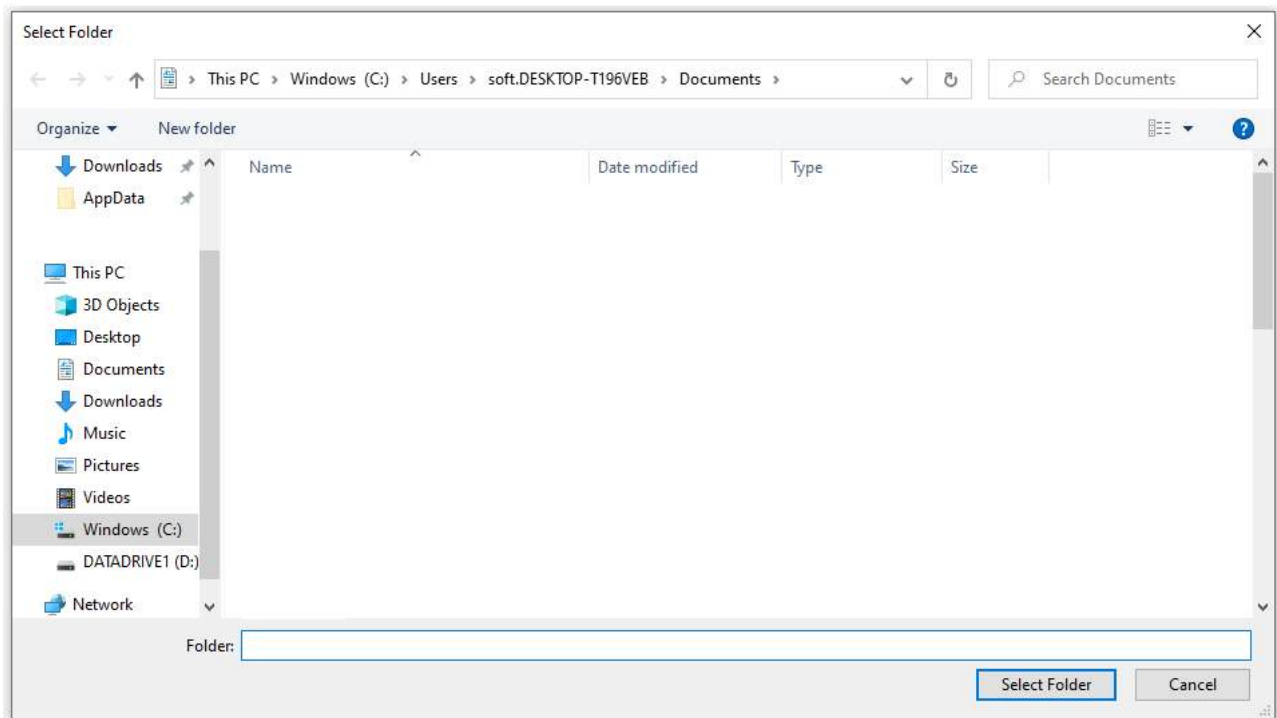 Select Folder
This PC > Windows (C:) > Users > soft.DESKTOP-T196VEB > Documents >
Search Documents
Organize
New folder
Name
Date modified
Type
Size
Downloads
AppData
This PC
3D Objects
Desktop
Documents
Downloads
Music
Pictures
Videos
Windows (C:)
DATADRIVE1 (D:)
Network
Folder:
Select Folder
Cancel